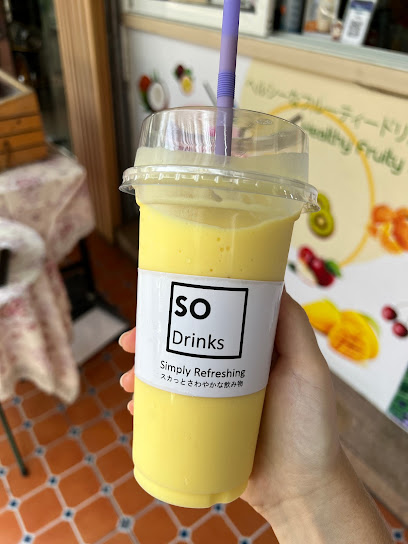 ヘルシー&フルーティードリ
Healthy fruity
SO
Drinks
Simply Refreshing
スカっとさわやかな飲み物